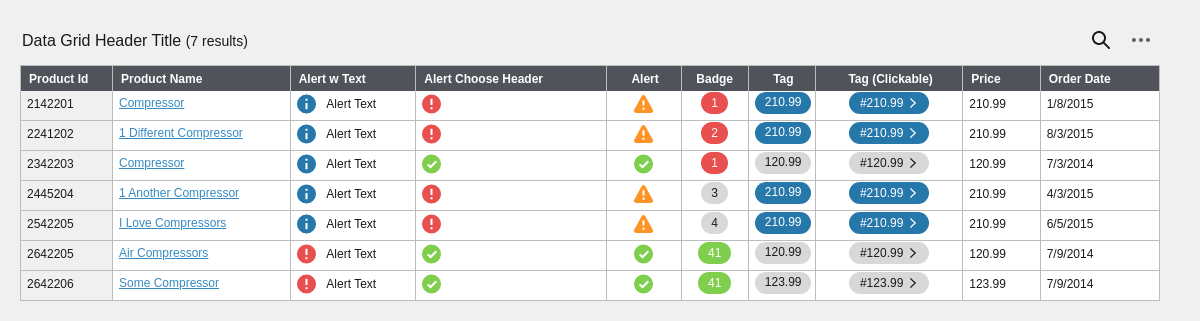 Data Grid Header Title (7 results)
Product Id Product Name Alert w Text Alert Choose Header Alert Badge Tag Tag (Clickable) Price Order Date
2142201 Compressor Alert Text 1 210.99 #210.99 210.99 1/8/2015
2241202 1 Different Compressor Alert Text 2 210.99 #210.99 210.99 8/3/2015
2342203 Compressor Alert Text 1 120.99 #120.99 120.99 7/3/2014
2445204 1 Another Compressor Alert Text 3 210.99 #210.99 210.99 4/3/2015
2542205 I Love Compressors Alert Text 4 210.99 #210.99 210.99 6/5/2015
2642205 Air Compressors Alert Text 41 120.99 #120.99 120.99 7/9/2014
2642206 Some Compressor Alert Text 41 123.99 #123.99 123.99 7/9/2014